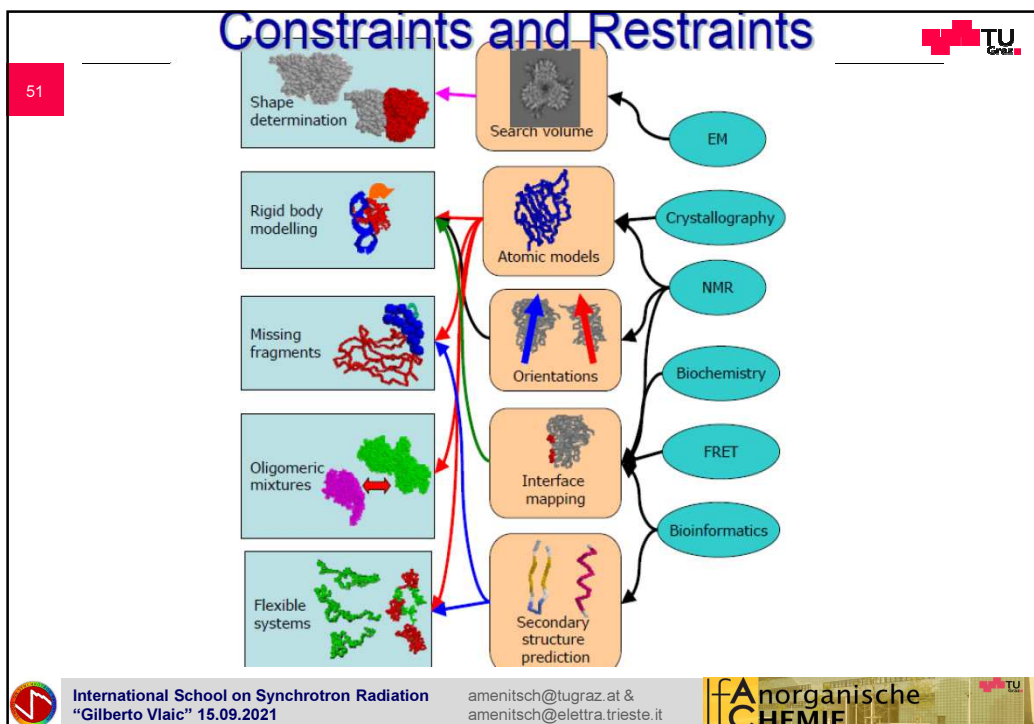 Constraints and Restraints
TU
Graz
51
Shape
determination
Search volume
EM
Rigid body
modelling
Atomic models
Crystallography
NMR
Missing
fragments
Orientations
Biochemistry
FRET
Oligomeric
mixtures
Interface
mapping
Bioinformatics
Flexible
systems
Secondary
structure
prediction
International School on Synchrotron Radiation
“Gilberto Vlaic” 15.09.2021
amenitsch@tugraz.at &
amenitsch@elettra.trieste.it
Anorganische
CHEMIE
TU